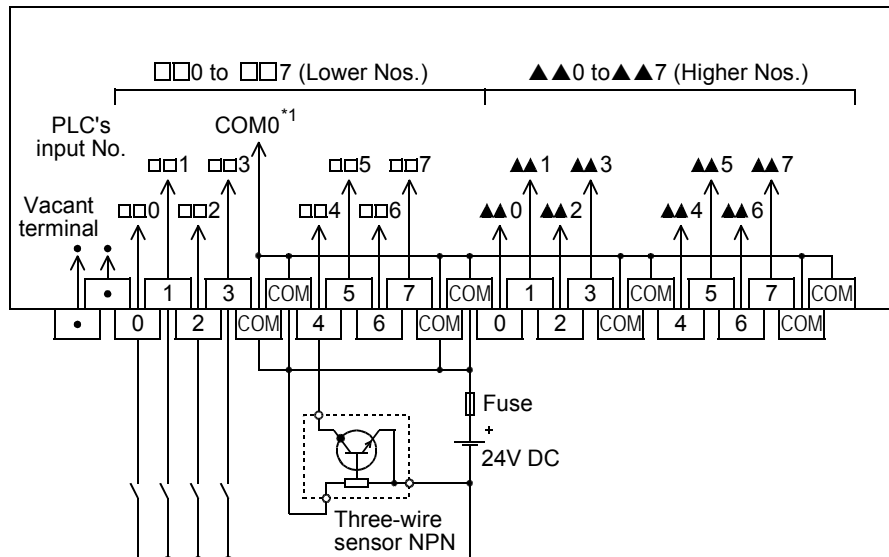 □□0 to □□7 (Lower Nos.) ▲▲0 to▲▲7 (Higher Nos.)
PLC's
input No.
COM0*1
□□1 □□3 □□5 □□7 ▲▲1 ▲▲3 ▲▲5 ▲▲7
Vacant
terminal
□□0 □□2 □□4 □□6 ▲▲0 ▲▲2 ▲▲4 ▲▲6
• 1 3 COM 5 7 COM 1 3 COM 5 7 COM
• 0 2 COM 4 6 COM 0 2 COM 4 6 COM
Fuse
+
24V DC
Three-wire
sensor NPN